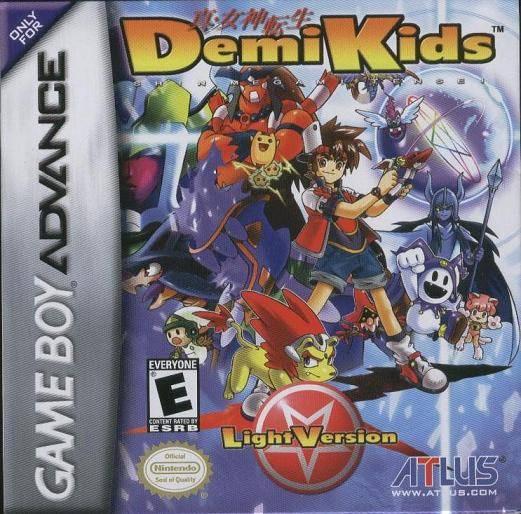 ONLY
FOR
GAME BOY ADVANCE
真・女神転生
DemiKids™
EVERYONE
E
CONTENT RATED BY
ESRB
Light Version
Official
Nintendo
Seal of Quality
ATLUS®
WWW.ATLUS.COM